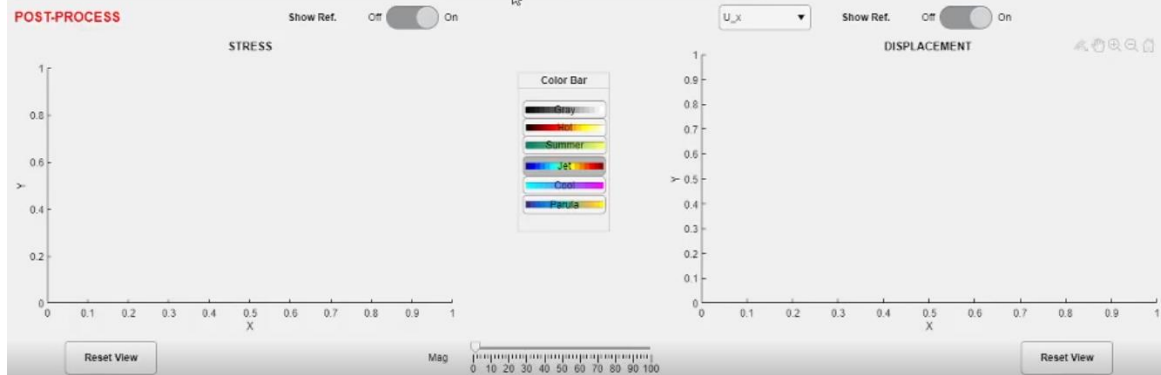 POST-PROCESS
Show Ref. Off On
U_x
Show Ref. Off On
STRESS
DISPLACEMENT
Color Bar
Gray
Hot
Summer
Jet
Cool
Parula
1
0.8
0.6
0.4
0.2
0
Y
0 0.1 0.2 0.3 0.4 0.5 0.6 0.7 0.8 0.9 1
X
1
0.9
0.8
0.7
0.6
0.5
0.4
0.3
0.2
0.1
0
Y
0 0.1 0.2 0.3 0.4 0.5 0.6 0.7 0.8 0.9 1
X
Reset View
Mag
0 10 20 30 40 50 60 70 80 90 100
Reset View